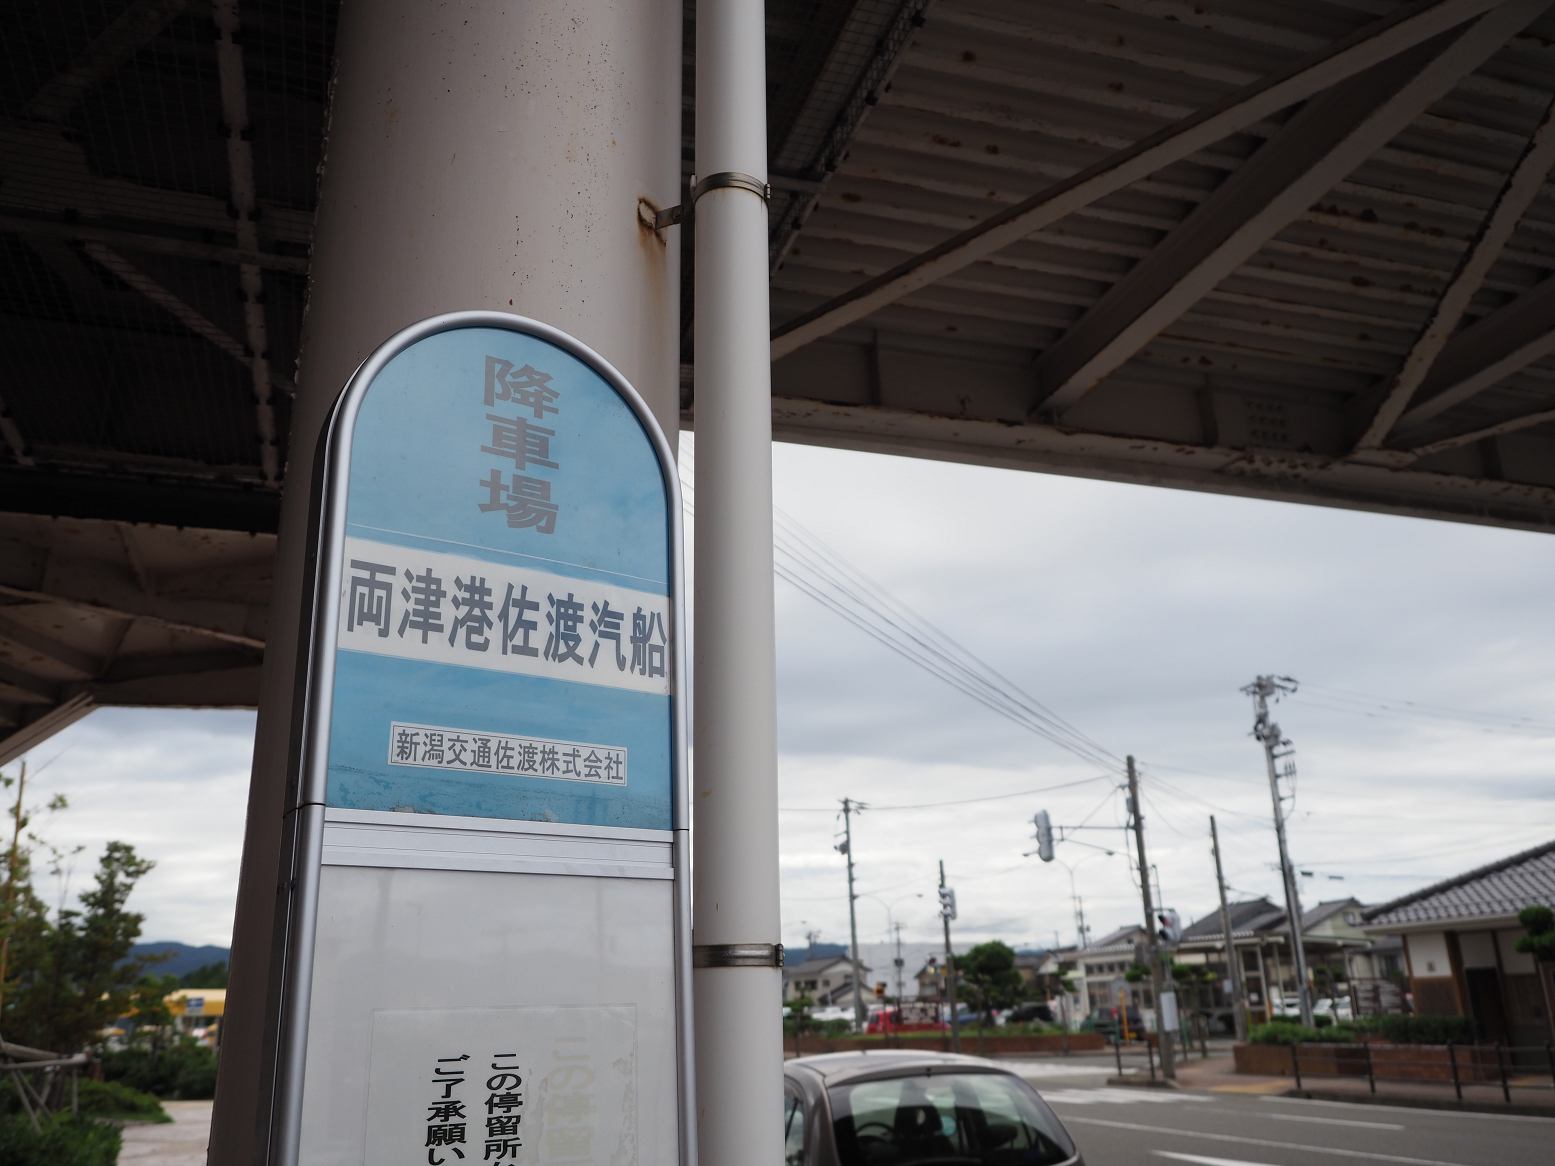 降車場
両津港佐渡汽船
新潟交通佐渡株式会社
この停留所
ご了承願い